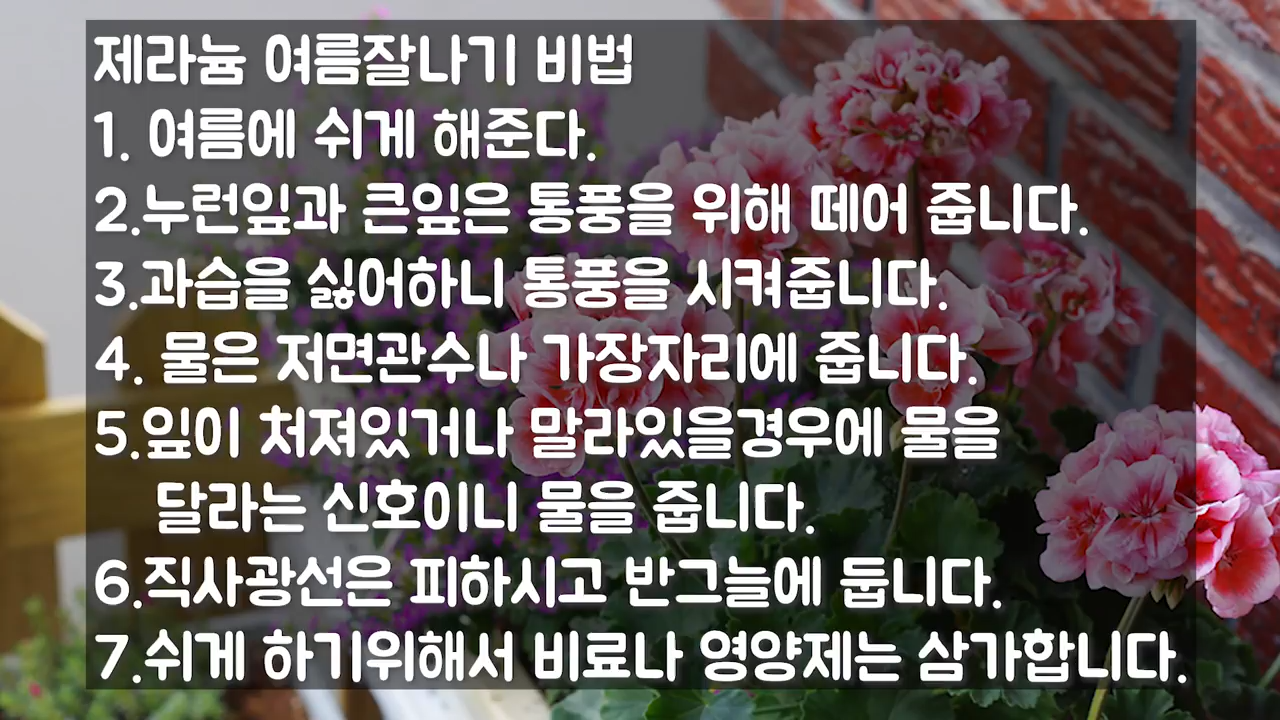 제라늄 여름잘나기 비법
1. 여름에 쉬게 해준다.
2.누런잎과 큰잎은 통풍을 위해 떼어 줍니다.
3.과습을 싫어하니 통풍을 시켜줍니다.
4. 물은 저면관수나 가장자리에 줍니다.
5.잎이 처져있거나 말라있을경우에 물을
달라는 신호이니 물을 줍니다.
6.직사광선은 피하시고 반그늘에 둡니다.
7.쉬게 하기위해서 비료나 영양제는 삼가합니다.